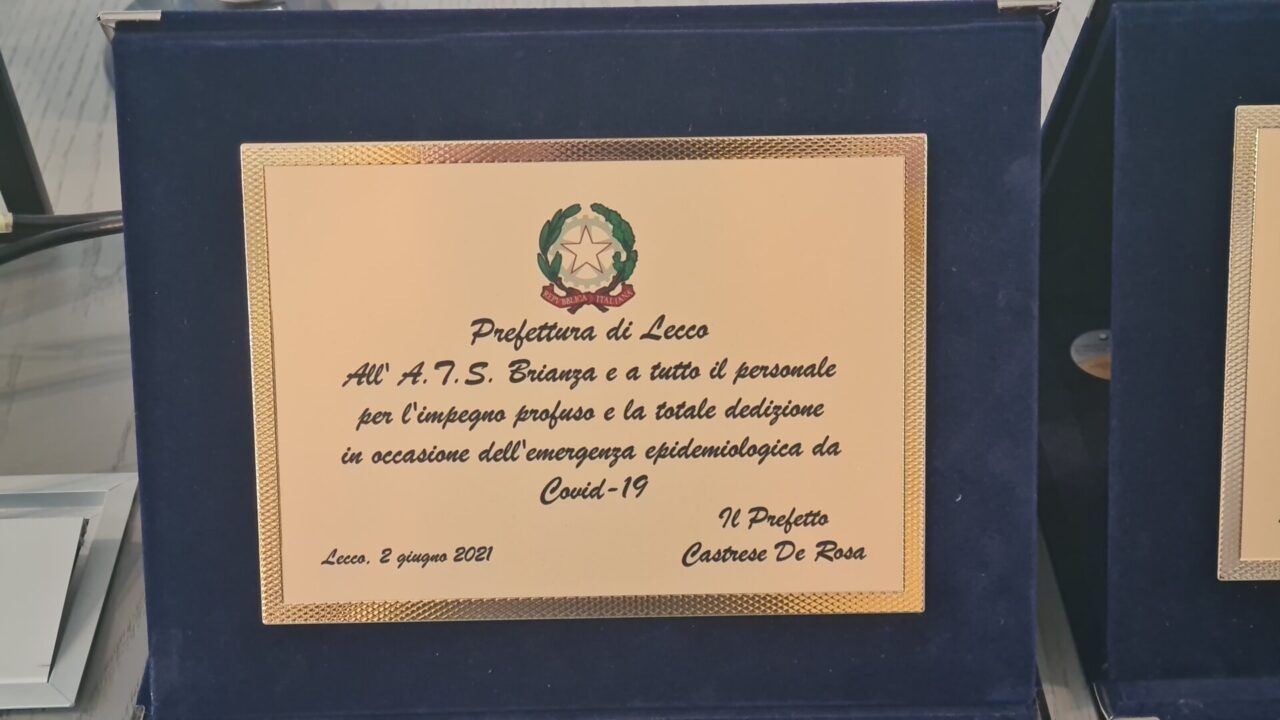 REPVBBLICA ITALIANA
Prefettura di Lecco
All' A.T.S. Brianza e a tutto il personale
per l'impegno profuso e la totale dedizione
in occasione dell'emergenza epidemiologica da
Covid-19
Il Prefetto
Lecco, 2 giugno 2021
Castrese De Rosa